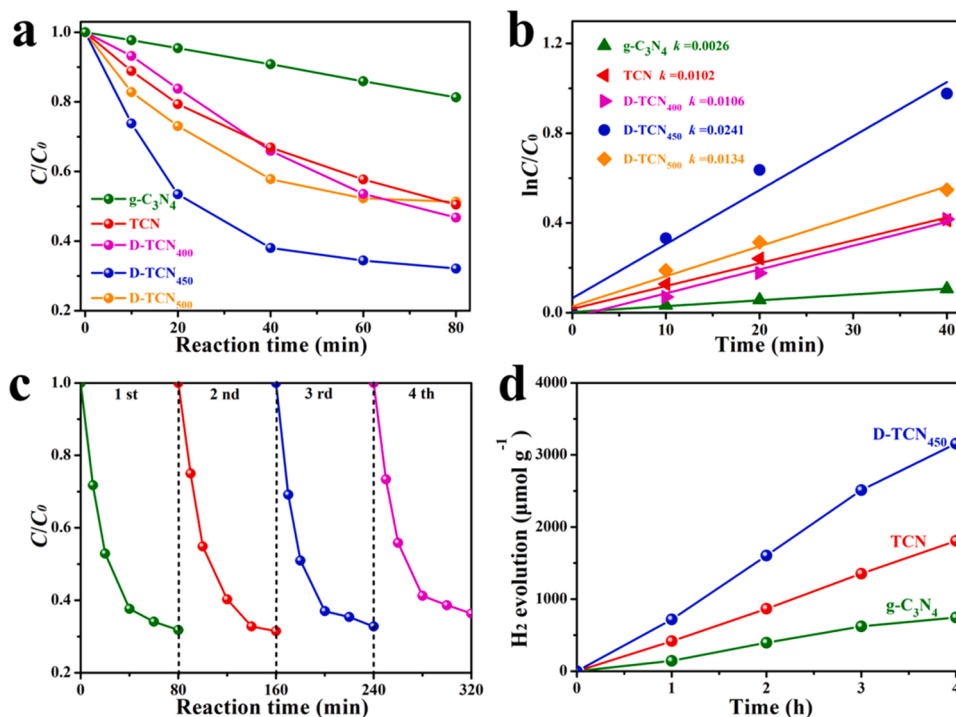 a
C/C₀
1.0
0.8
0.6
0.4
0.2
g-C₃N₄
TCN
D-TCN₄₀₀
D-TCN₄₅₀
D-TCN₅₀₀
0 20 40 60 80
Reaction time (min)
b
lnC/C₀
1.2
0.8
0.4
0.0
g-C₃N₄ k=0.0026
TCN k=0.0102
D-TCN₄₀₀ k=0.0106
D-TCN₄₅₀ k=0.0241
D-TCN₅₀₀ k=0.0134
0 10 20 30 40
Time (min)
c
C/C₀
1.0
0.8
0.6
0.4
0.2
1 st 2 nd 3 rd 4 th
0 80 160 240 320
Reaction time (min)
d
H₂ evolution (μmol g⁻¹)
4000
3000
2000
1000
0
D-TCN₄₅₀
TCN
g-C₃N₄
0 1 2 3 4
Time (h)